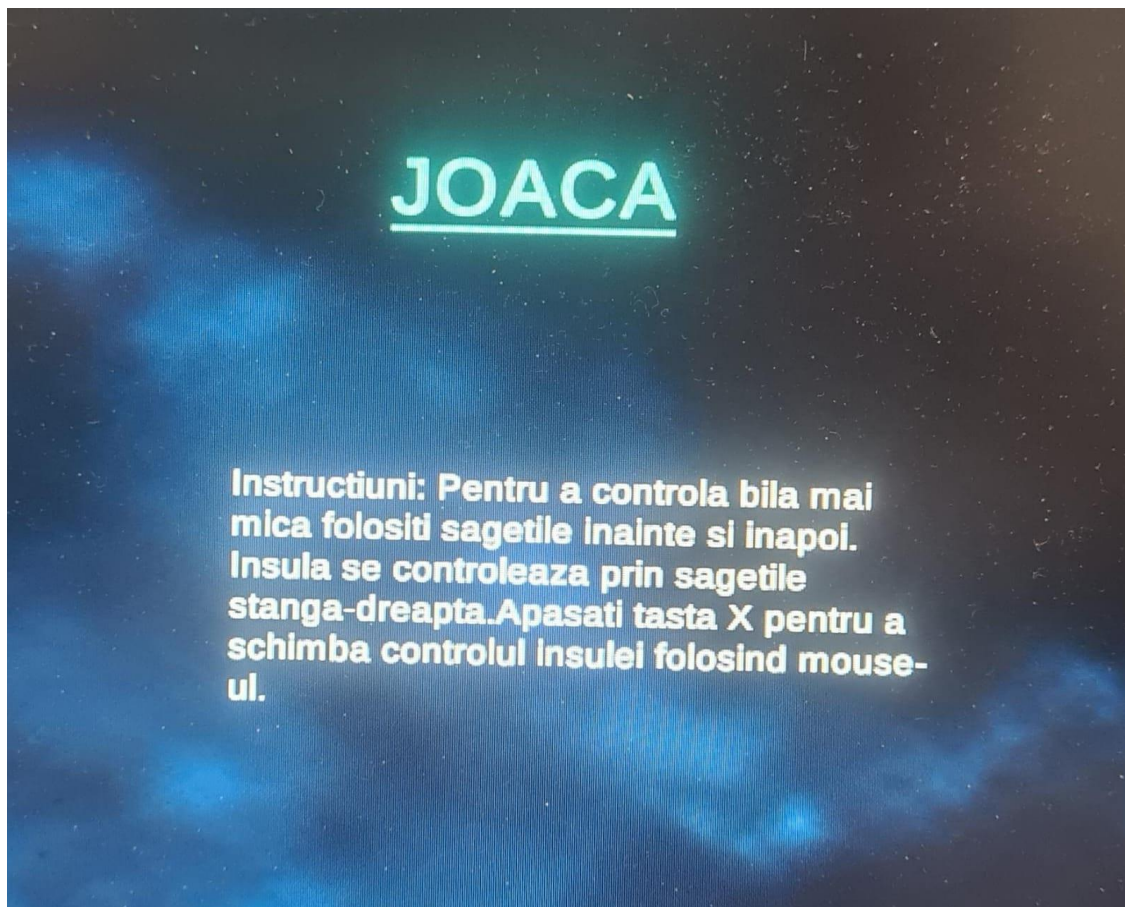 JOACA
Instructiuni: Pentru a controla bila mai
mica folositi sagetile inainte si inapoi.
Insula se controleaza prin sagetile
stanga-dreapta.Apasati tasta X pentru a
schimba controlul insulei folosind mouse-
ul.